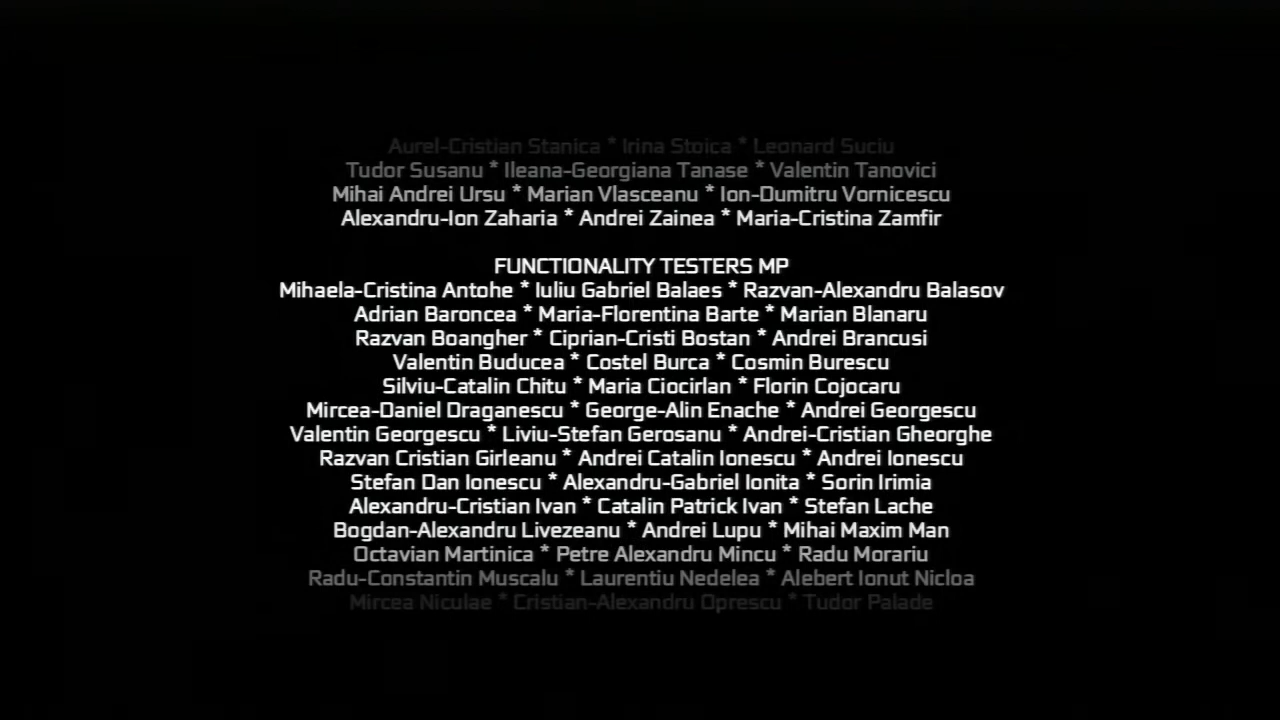 Aurel-Cristian Stanica * Irina Stoica * Leonard Suciu
Tudor Susanu * Ileana-Georgiana Tanase * Valentin Tanovici
Mihai Andrei Ursu * Marian Vlasceanu * Ion-Dumitru Vornicescu
Alexandru-Ion Zaharia * Andrei Zainea * Maria-Cristina Zamfir
FUNCTIONALITY TESTERS MP
Mihaela-Cristina Antohe * Iuliu Gabriel Balaes * Razvan-Alexandru Balasov
Adrian Baroncea * Maria-Florentina Barte * Marian Blanaru
Razvan Boangher * Ciprian-Cristi Bostan * Andrei Brancusi
Valentin Buducea * Costel Burca * Cosmin Burescu
Silviu-Catalin Chitu * Maria Ciocirlan * Florin Cojocaru
Mircea-Daniel Draganescu * George-Alin Enache * Andrei Georgescu
Valentin Georgescu * Liviu-Stefan Gerosanu * Andrei-Cristian Gheorghe
Razvan Cristian Girleanu * Andrei Catalin Ionescu * Andrei Ionescu
Stefan Dan Ionescu * Alexandru-Gabriel Ionita * Sorin Irimia
Alexandru-Cristian Ivan * Catalin Patrick Ivan * Stefan Lache
Bogdan-Alexandru Livezeanu * Andrei Lupu * Mihai Maxim Man
Octavian Martinica * Petre Alexandru Mincu * Radu Morariu
Radu-Constantin Muscalu * Laurentiu Nedelea * Alebert Ionut Nicloa
Mircea Niculae * Cristian-Alexandru Oprescu * Tudor Palade